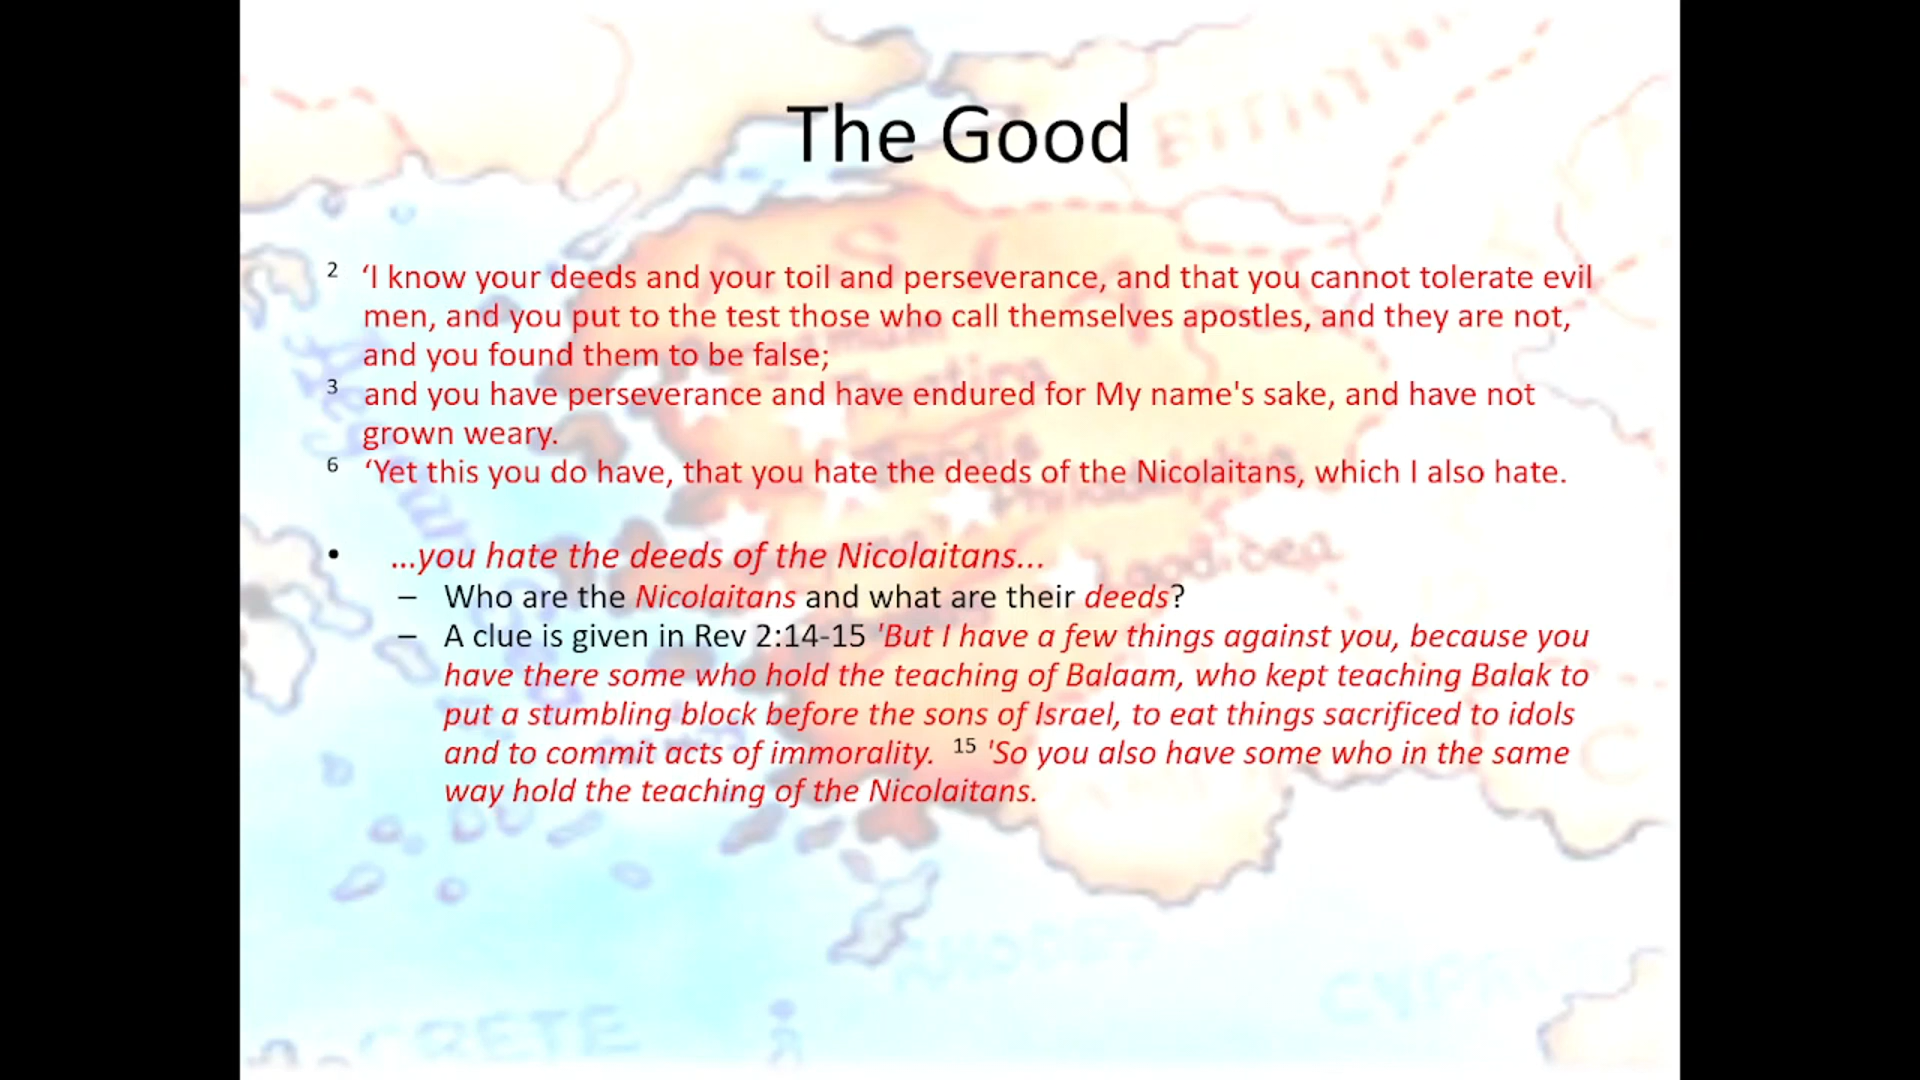 The Good
2 ‘I know your deeds and your toil and perseverance, and that you cannot tolerate evil
men, and you put to the test those who call themselves apostles, and they are not,
and you found them to be false;
3 and you have perseverance and have endured for My name's sake, and have not
grown weary.
6 ‘Yet this you do have, that you hate the deeds of the Nicolaitans, which I also hate.
• ...you hate the deeds of the Nicolaitans...
– Who are the Nicolaitans and what are their deeds?
– A clue is given in Rev 2:14-15 'But I have a few things against you, because you
have there some who hold the teaching of Balaam, who kept teaching Balak to
put a stumbling block before the sons of Israel, to eat things sacrificed to idols
and to commit acts of immorality. 15 'So you also have some who in the same
way hold the teaching of the Nicolaitans.
BITHYNIA
ASIA
Philadelphia
Laodicea
RHODES
CYPRUS
CRETE